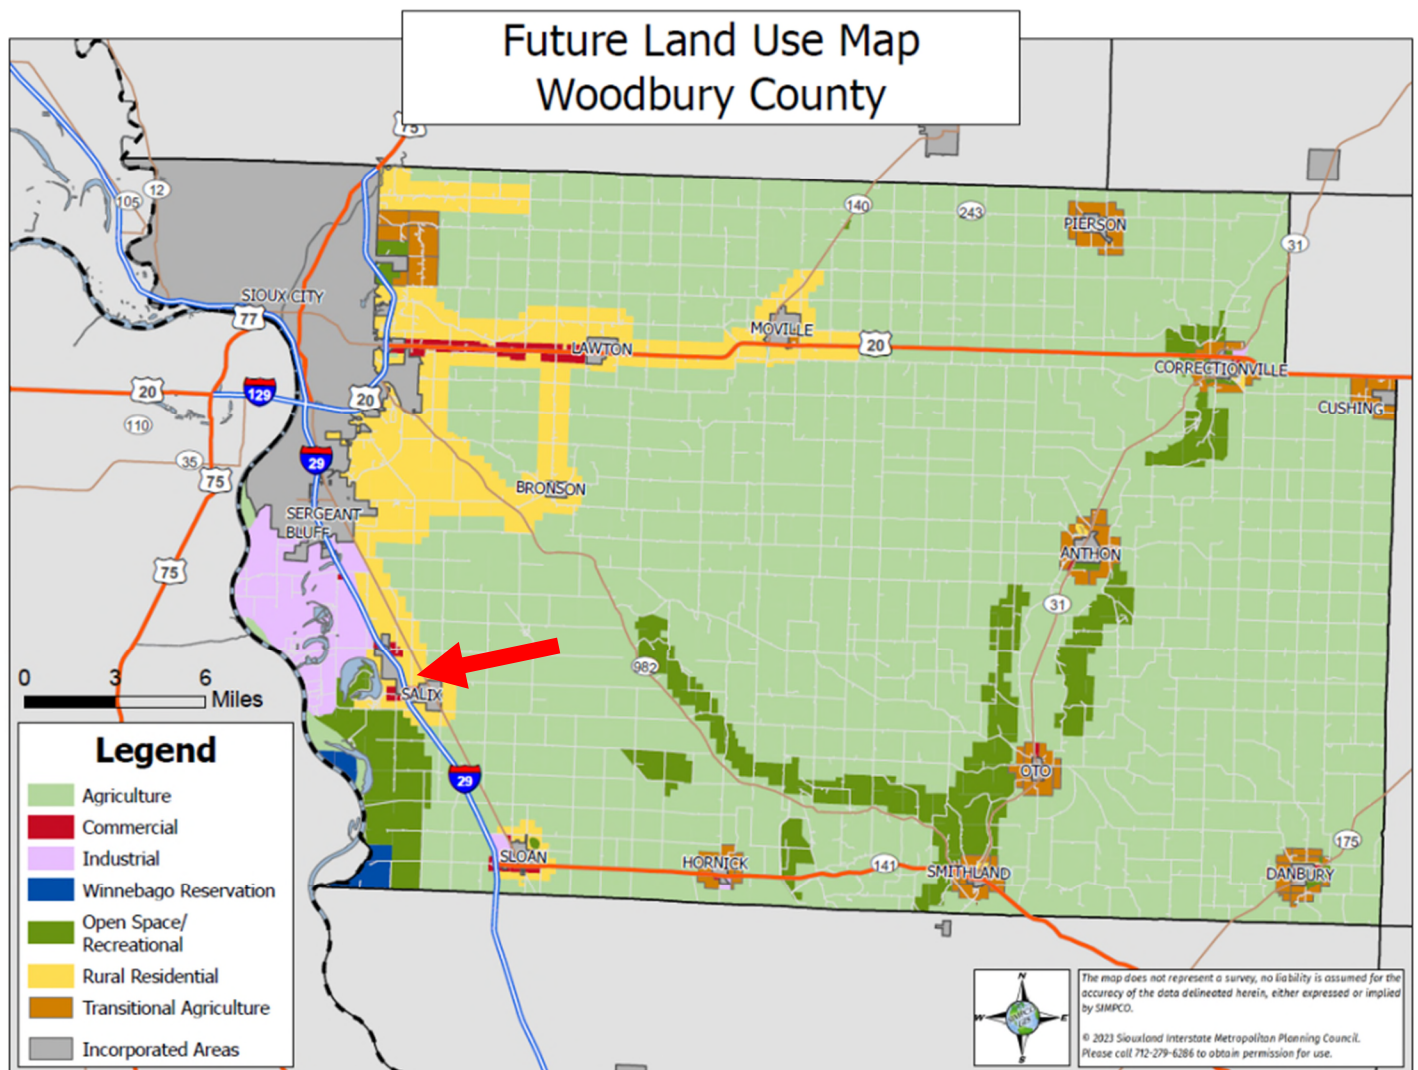 Future Land Use Map
Woodbury County
75
12
105
140
243
PIERSON
31
SIOUX CITY
77
MOVILLE
20
LAWTON
CORRECTIONVILLE
20
129
20
CUSHING
110
35
29
75
BRONSON
SERGEANT
BLUFF
ANTHON
75
31
982
0 3 6
Miles
SALIX
Legend
Agriculture
Commercial
Industrial
Winnebago Reservation
Open Space/
Recreational
Rural Residential
Transitional Agriculture
Incorporated Areas
29
OTO
SLOAN
HORNICK
141
SMITHLAND
175
DANBURY
N
W
E
S
The map does not represent a survey, no liability is assumed for the
accuracy of the data delineated herein, either expressed or implied
by SIMPCO.
© 2023 Siouxland Interstate Metropolitan Planning Council.
Please call 712-279-6286 to obtain permission for use.